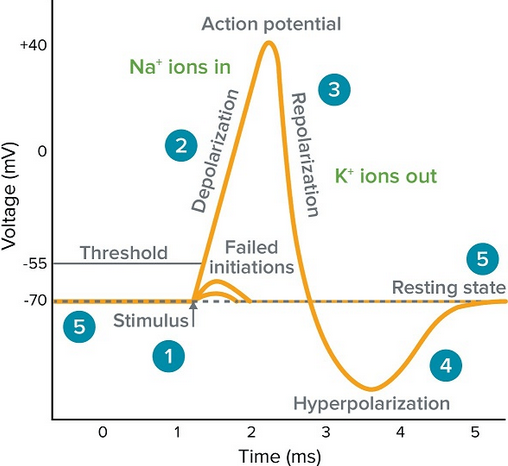 Action potential
+40
Na⁺ ions in
3
Depolarization
Repolarization
2
0
K⁺ ions out
Voltage (mV)
Threshold
Failed
initiations
5
-55
Resting state
-70
5
Stimulus
1
4
Hyperpolarization
0 1 2 3 4 5
Time (ms)